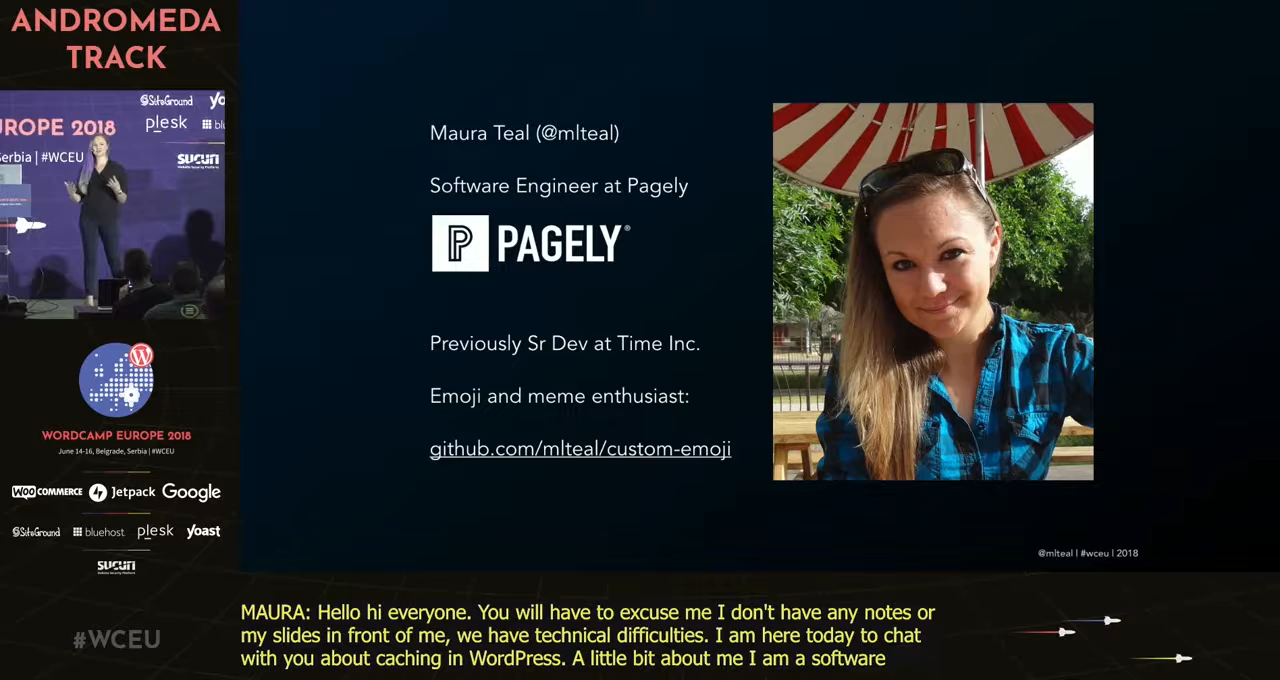 ANDROMEDA
TRACK
SiteGround
UROPE 2018
plesk
Serbia | #WCEU
SUCURI
WORDCAMP EUROPE 2018
June 14-16, Belgrade, Serbia | #WCEU
WOO COMMERCE Jetpack Google
SiteGround bluehost plesk yoast
SUCURI
#WCEU
Maura Teal (@mlteal)
Software Engineer at Pagely
PAGELY®
Previously Sr Dev at Time Inc.
Emoji and meme enthusiast:
github.com/mlteal/custom-emoji
@mlteal | #wceu | 2018
MAURA: Hello hi everyone. You will have to excuse me I don't have any notes or
my slides in front of me, we have technical difficulties. I am here today to chat
with you about caching in WordPress. A little bit about me I am a software